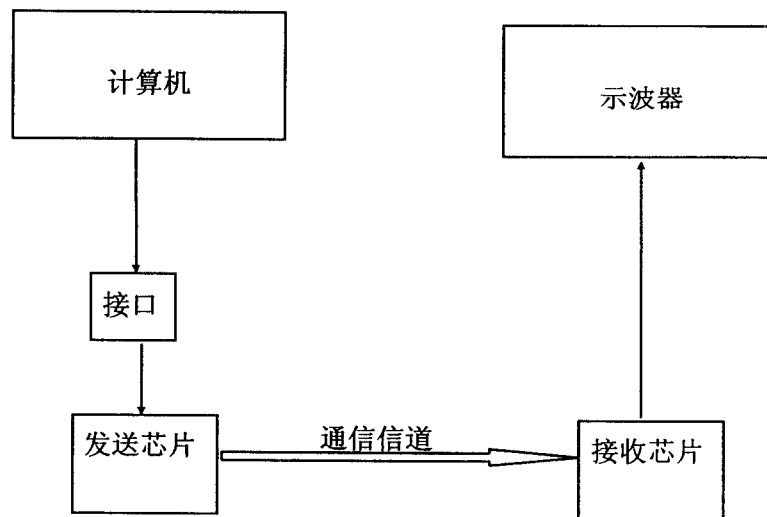 计算机
示波器
接口
发送芯片
通信信道
接收芯片